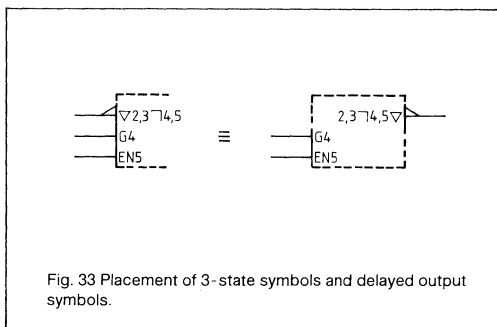 ▽2,3¬4,5
G4
EN5
≡
2,3¬4,5▽
G4
EN5
Fig. 33 Placement of 3-state symbols and delayed output
symbols.